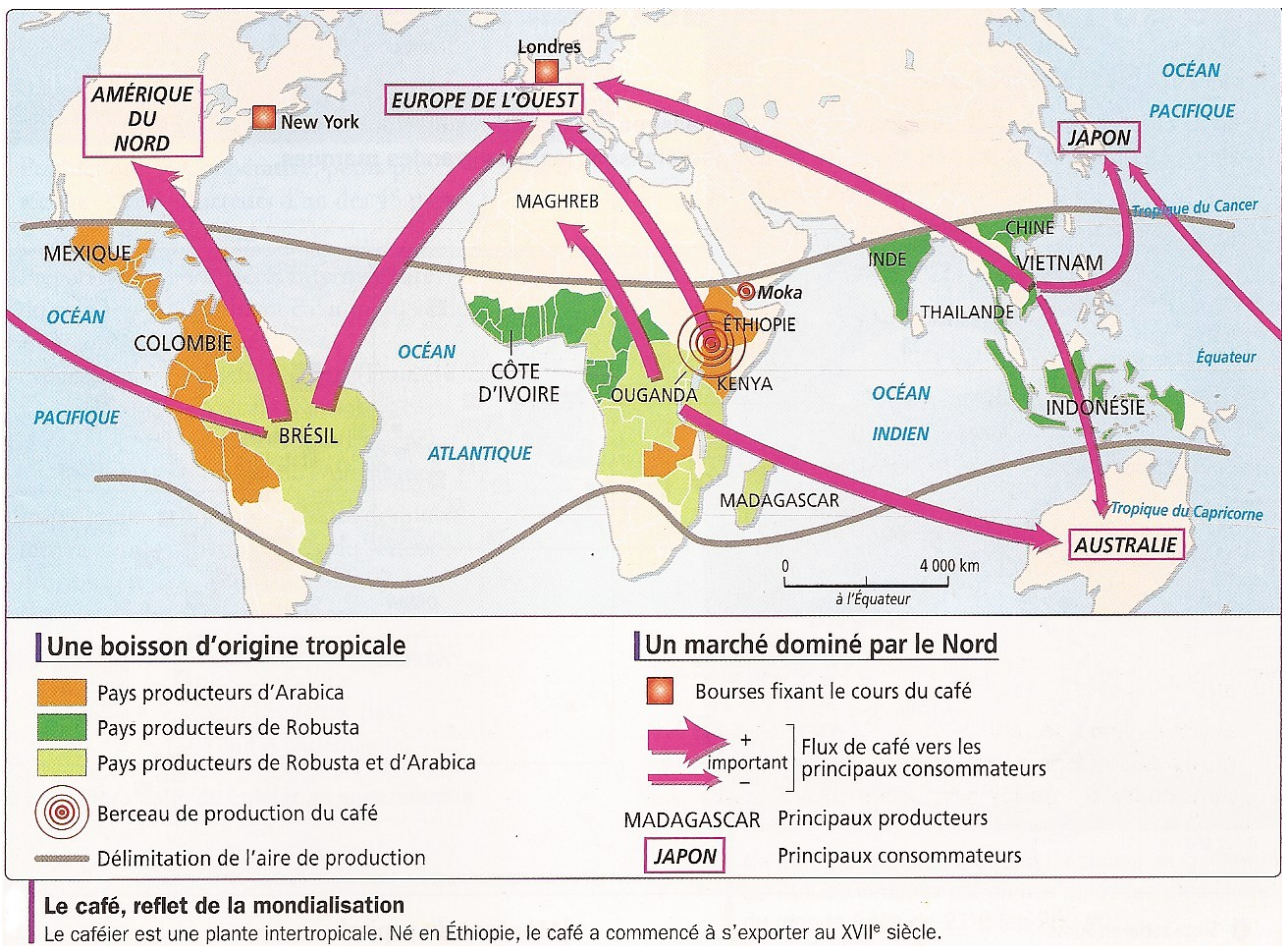 Londres
OCÉAN
PACIFIQUE
AMÉRIQUE
DU
NORD
New York
EUROPE DE L'OUEST
JAPON
MAGHREB
Tropique du Cancer
MEXIQUE
CHINE
INDE
VIETNAM
Moka
THAILANDE
OCÉAN
COLOMBIE
ÉTHIOPIE
OCÉAN
CÔTE
D'IVOIRE
OUGANDA
KENYA
Équateur
PACIFIQUE
BRÉSIL
OCÉAN
INDIEN
INDONÉSIE
ATLANTIQUE
MADAGASCAR
Tropique du Capricorne
AUSTRALIE
0 4 000 km
à l'Équateur
Une boisson d'origine tropicale
Pays producteurs d'Arabica
Pays producteurs de Robusta
Pays producteurs de Robusta et d'Arabica
Berceau de production du café
Délimitation de l'aire de production
Un marché dominé par le Nord
Bourses fixant le cours du café
+
important
–
Flux de café vers les
principaux consommateurs
MADAGASCAR Principaux producteurs
JAPON Principaux consommateurs
Le café, reflet de la mondialisation
Le caféier est une plante intertropicale. Né en Éthiopie, le café a commencé à s'exporter au XVIIe siècle.